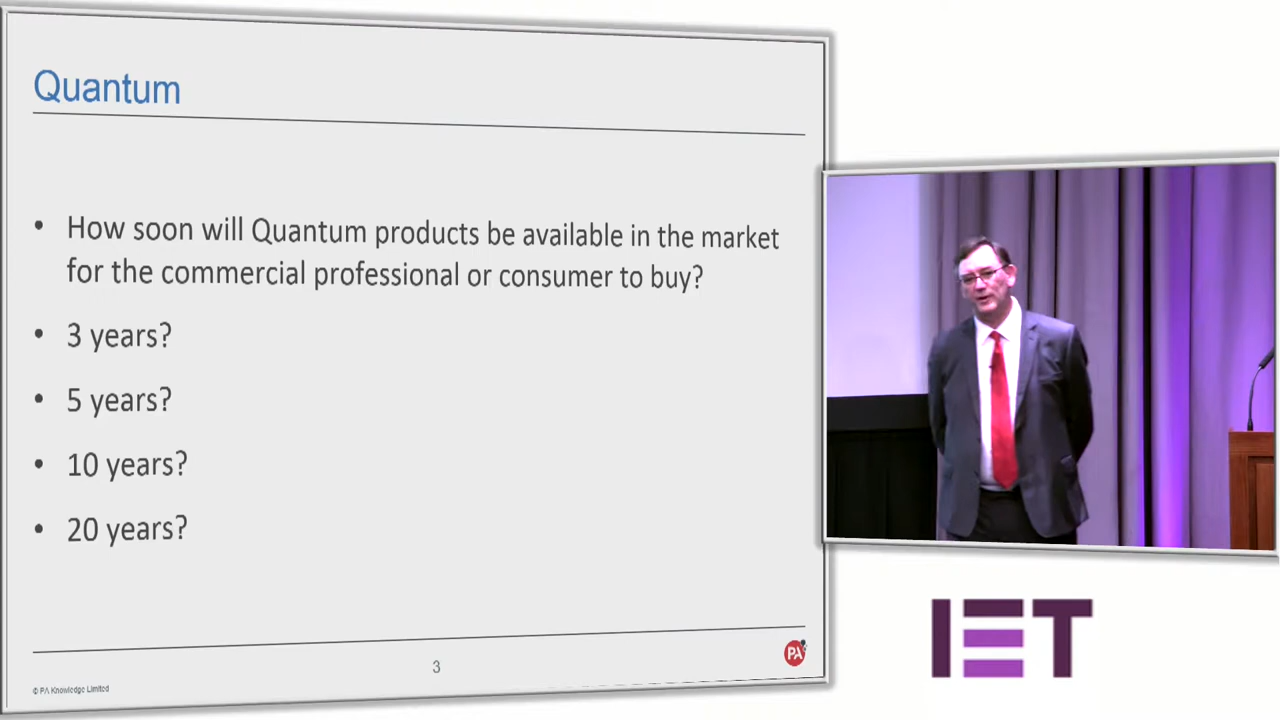 Quantum
• How soon will Quantum products be available in the market
for the commercial professional or consumer to buy?
• 3 years?
• 5 years?
• 10 years?
• 20 years?
3
PA
© PA Knowledge Limited
IET